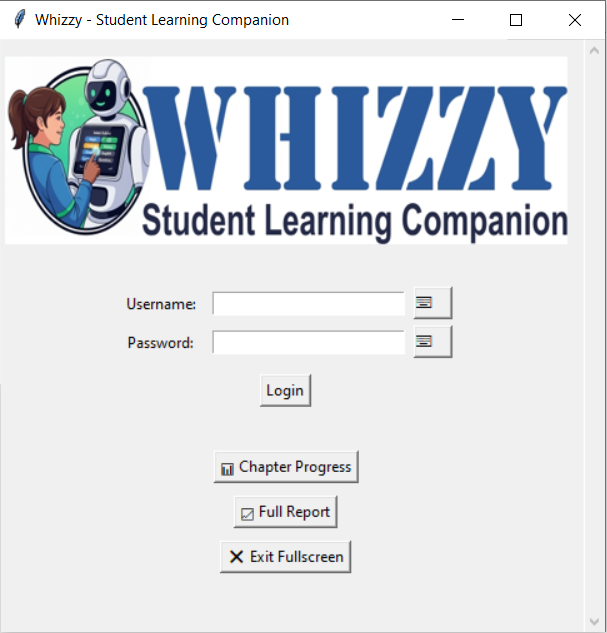 Whizzy - Student Learning Companion
WHIZZY
Student Learning Companion
Username:
Password:
Login
Chapter Progress
Full Report
Exit Fullscreen